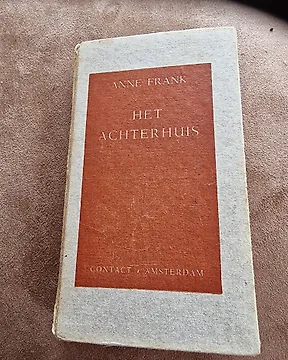 ANNE FRANK
HET
ACHTERHUIS
CONTACT • AMSTERDAM